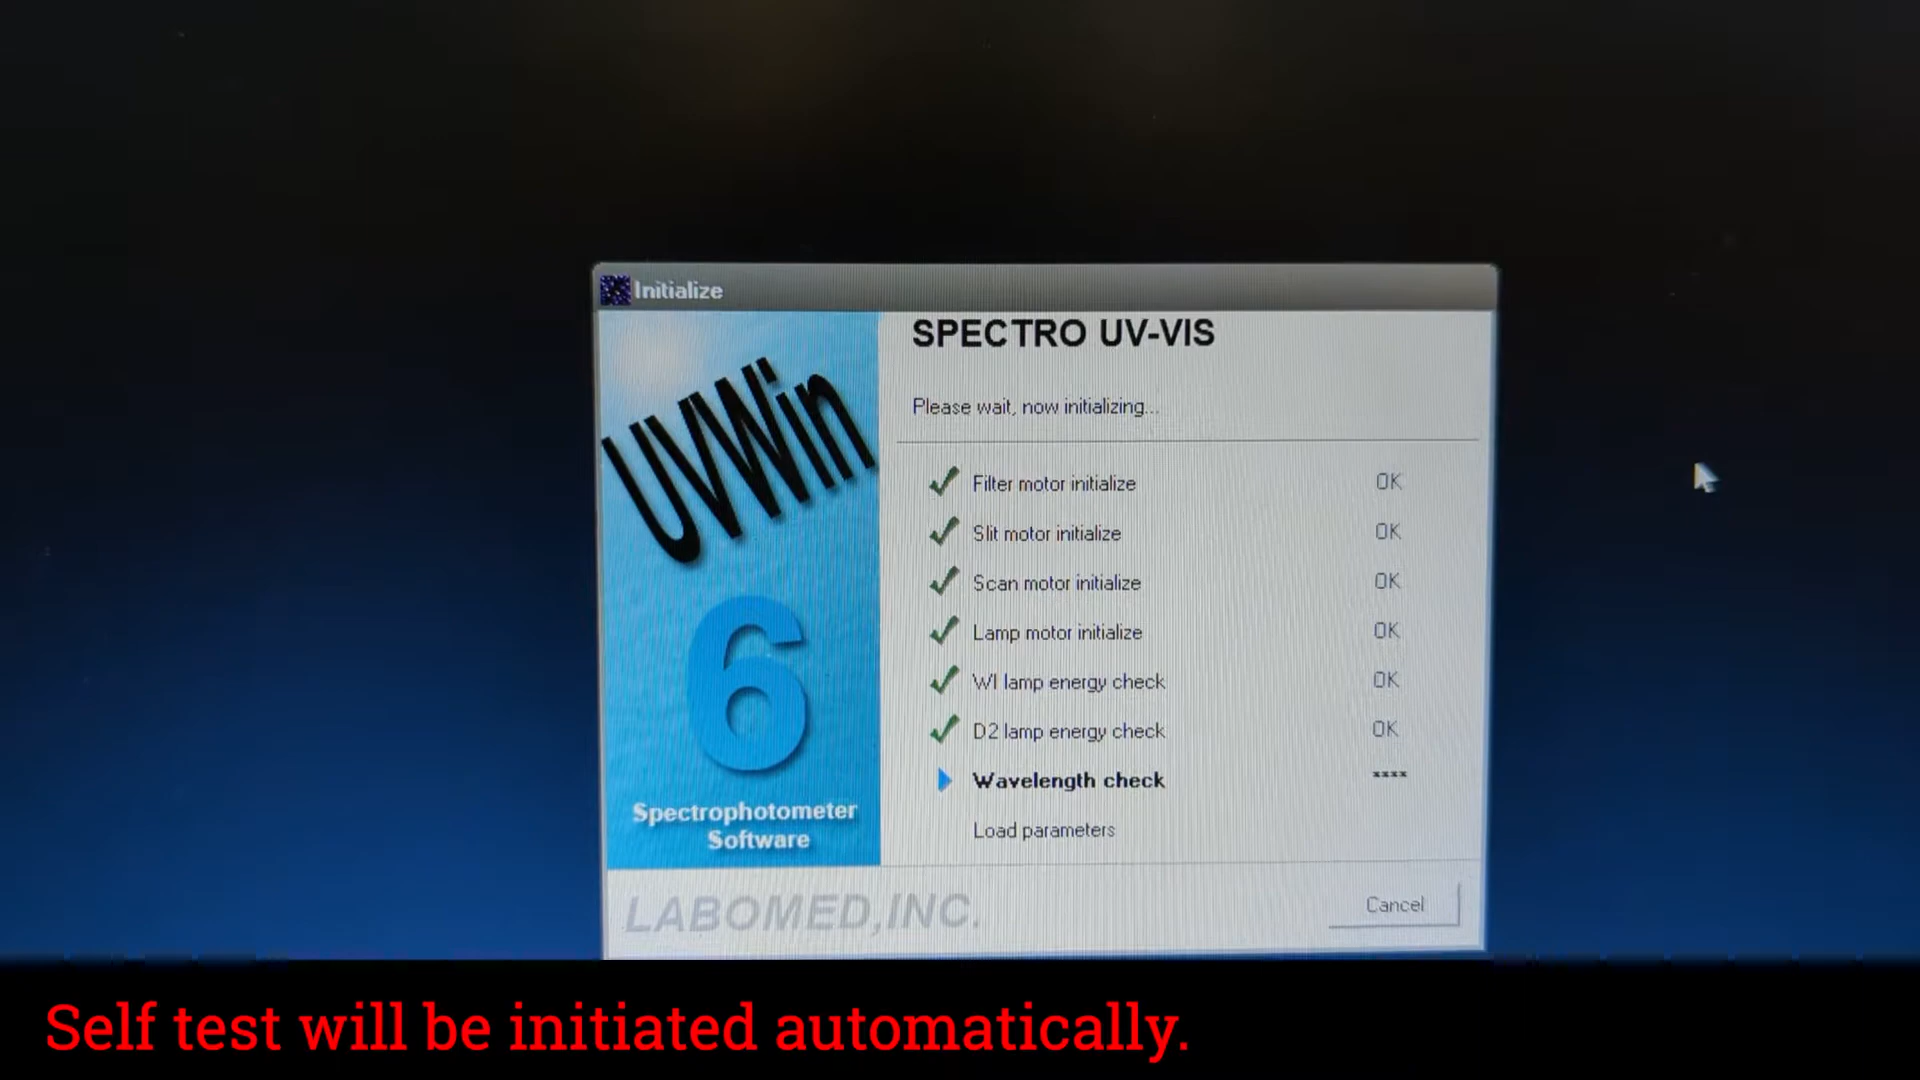 Initialize
SPECTRO UV-VIS
UVWin
6
Spectrophotometer
Software
Please wait, now initializing...
Filter motor initialize OK
Slit motor initialize OK
Scan motor initialize OK
Lamp motor initialize OK
WI lamp energy check OK
D2 lamp energy check OK
Wavelength check ××××
Load parameters
LABOMED,INC.
Cancel
Self test will be initiated automatically.